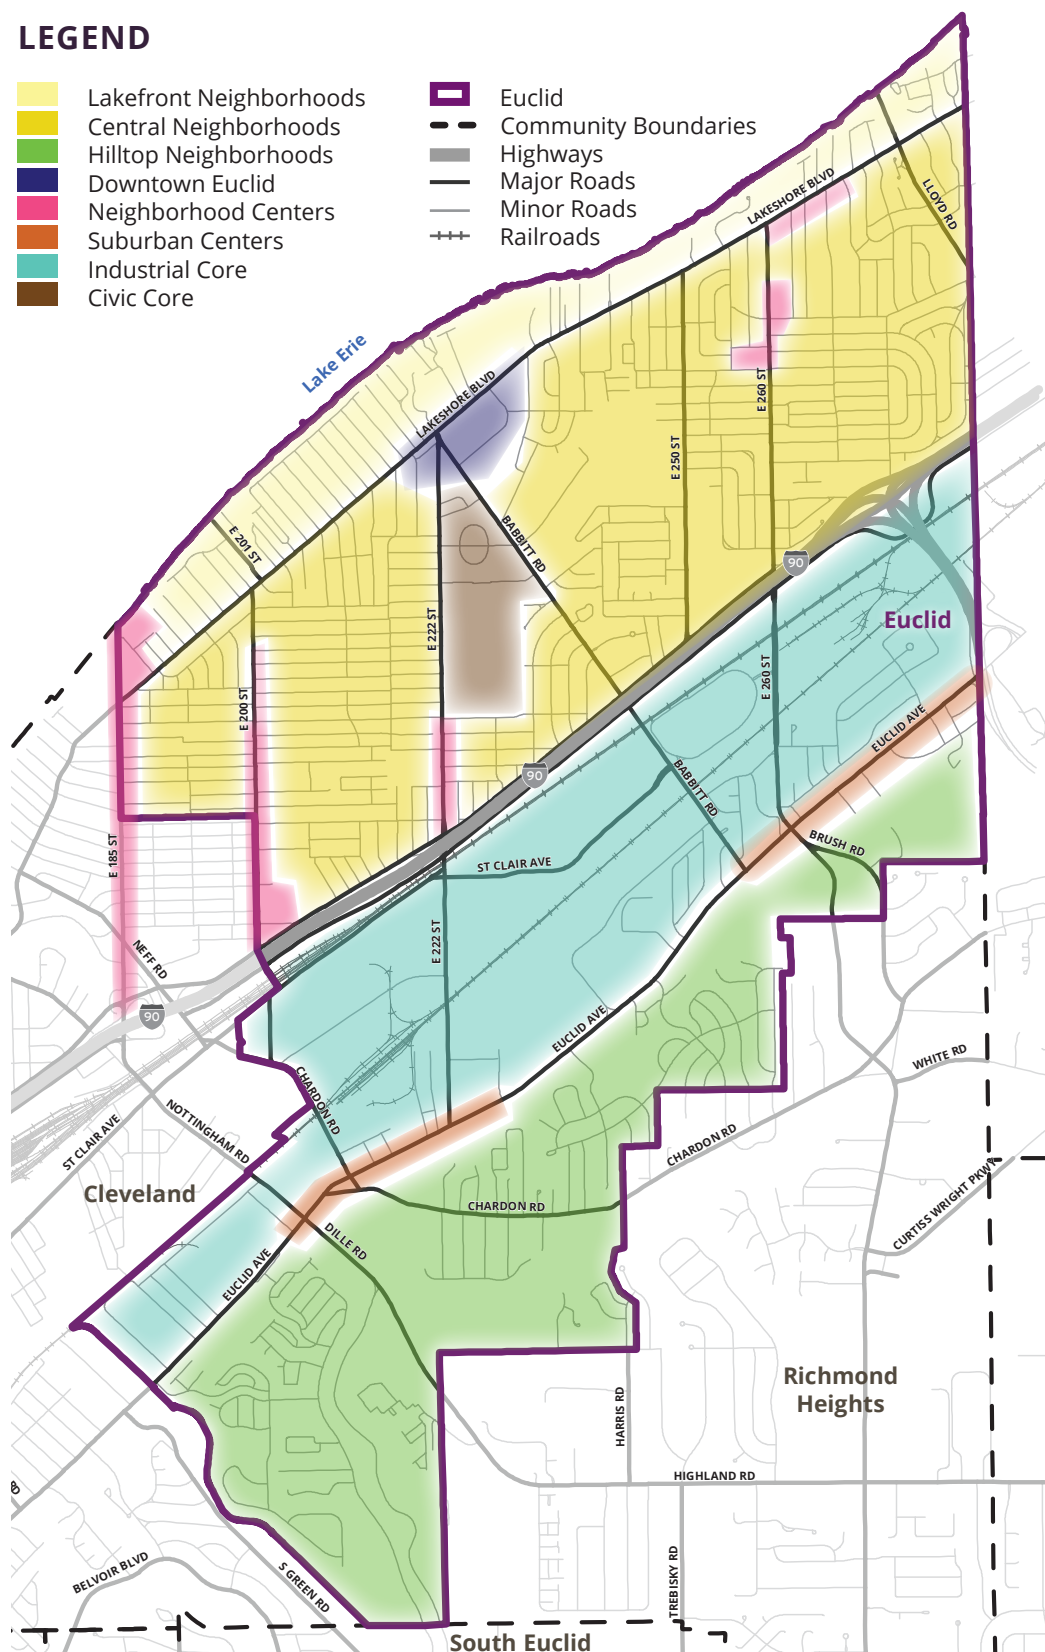 LEGEND
Lakefront Neighborhoods
Central Neighborhoods
Hilltop Neighborhoods
Downtown Euclid
Neighborhood Centers
Suburban Centers
Industrial Core
Civic Core
Euclid
Community Boundaries
Highways
Major Roads
Minor Roads
Railroads
LLOYD RD
LAKESHORE BLVD
Lake Erie
LAKESHORE BLVD
E 260 ST
E 250 ST
E 201 ST
BABBITT RD
90
Euclid
E 222 ST
E 260 ST
E 200 ST
EUCLID AVE
90
BABBITT RD
E 185 ST
BRUSH RD
ST CLAIR AVE
E 222 ST
NEFF RD
90
EUCLID AVE
WHITE RD
CHARDON RD
NOTTINGHAM RD
ST CLAIR AVE
CHARDON RD
Cleveland
CURTISS WRIGHT PKWY
CHARDON RD
DILLE RD
EUCLID AVE
Richmond
Heights
HARRIS RD
HIGHLAND RD
BELVOIR BLVD
S GREEN RD
TREBISKY RD
South Euclid